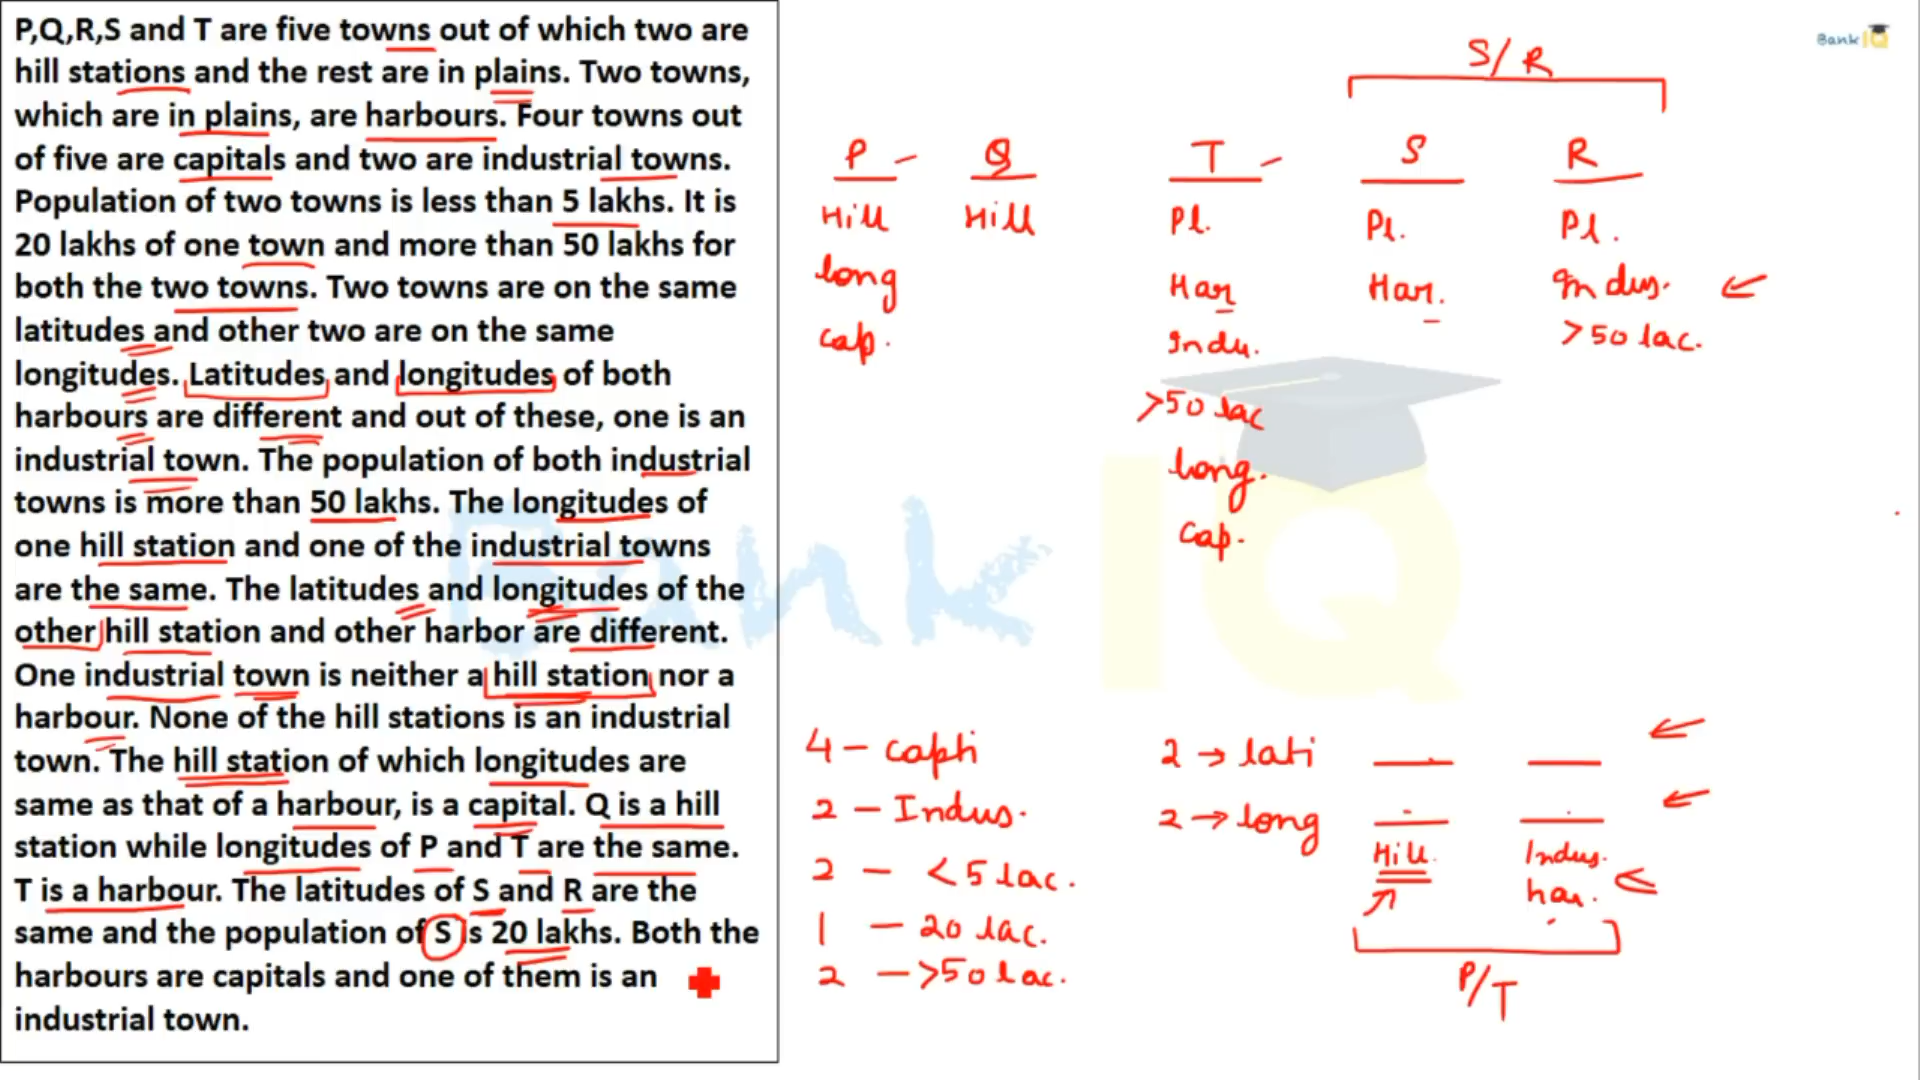 P,Q,R,S and T are five towns out of which two are
hill stations and the rest are in plains. Two towns,
which are in plains, are harbours. Four towns out
of five are capitals and two are industrial towns.
Population of two towns is less than 5 lakhs. It is
20 lakhs of one town and more than 50 lakhs for
both the two towns. Two towns are on the same
latitudes and other two are on the same
longitudes. Latitudes and longitudes of both
harbours are different and out of these, one is an
industrial town. The population of both industrial
towns is more than 50 lakhs. The longitudes of
one hill station and one of the industrial towns
are the same. The latitudes and longitudes of the
other hill station and other harbor are different.
One industrial town is neither a hill station nor a
harbour. None of the hill stations is an industrial
town. The hill station of which longitudes are
same as that of a harbour, is a capital. Q is a hill
station while longitudes of P and T are the same.
T is a harbour. The latitudes of S and R are the
same and the population of S is 20 lakhs. Both the
harbours are capitals and one of them is an
industrial town.
Bank IQ
S/R
P - Q T - S R
Hill Hill Pl. Pl. Pl.
long Har Har. Indus.
cap. Indu. >50 lac.
>50 lac
long.
Cap.
Bank IQ
4 - capti 2 → lati
2 - Indus. 2 → long
2 - <5 lac. Hill Indus.
har.
1 - 20 lac.
2 - >50 lac. P/T